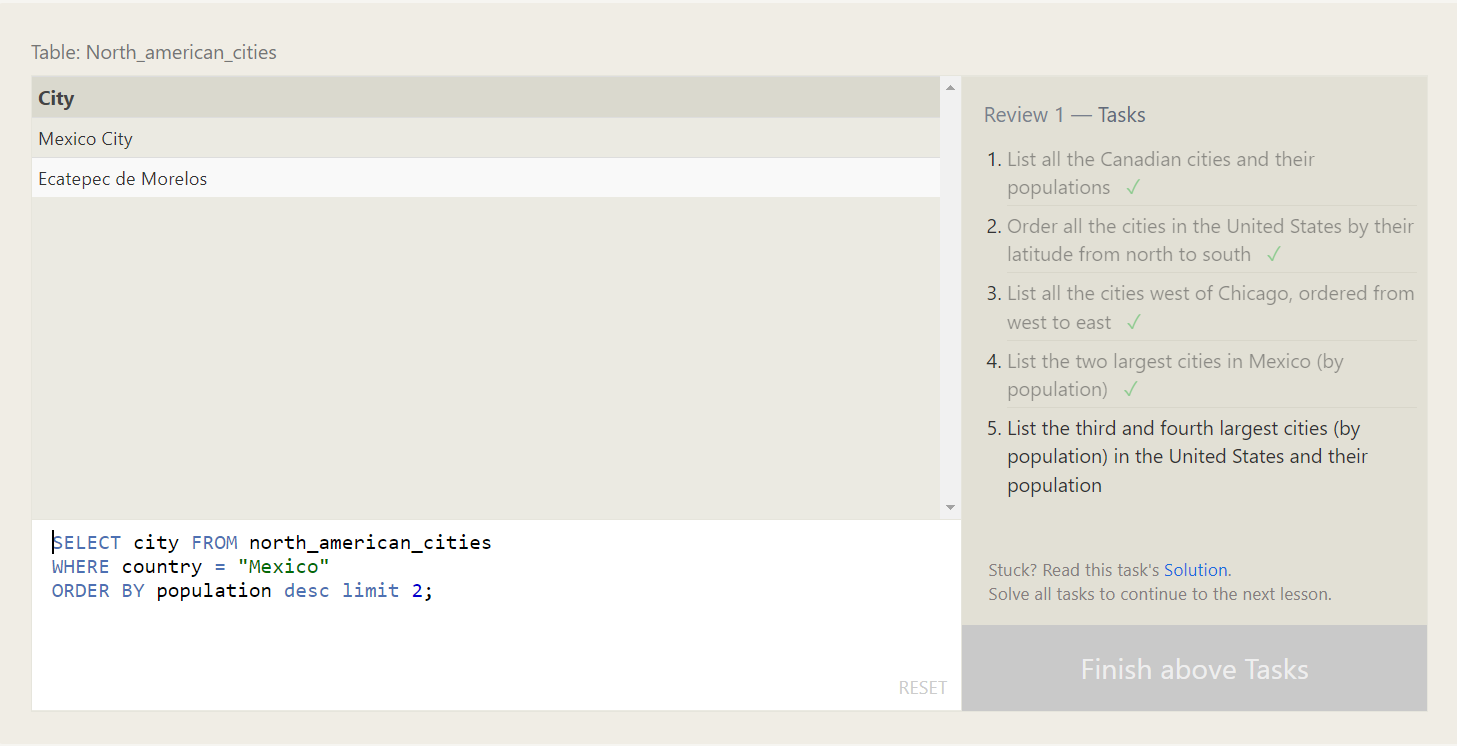 Table: North_american_cities
City
Mexico City
Ecatepec de Morelos
SELECT city FROM north_american_cities
WHERE country = "Mexico"
ORDER BY population desc limit 2;
RESET
Review 1 — Tasks
1. List all the Canadian cities and their
populations ✓
2. Order all the cities in the United States by their
latitude from north to south ✓
3. List all the cities west of Chicago, ordered from
west to east ✓
4. List the two largest cities in Mexico (by
population) ✓
5. List the third and fourth largest cities (by
population) in the United States and their
population
Stuck? Read this task's Solution.
Solve all tasks to continue to the next lesson.
Finish above Tasks